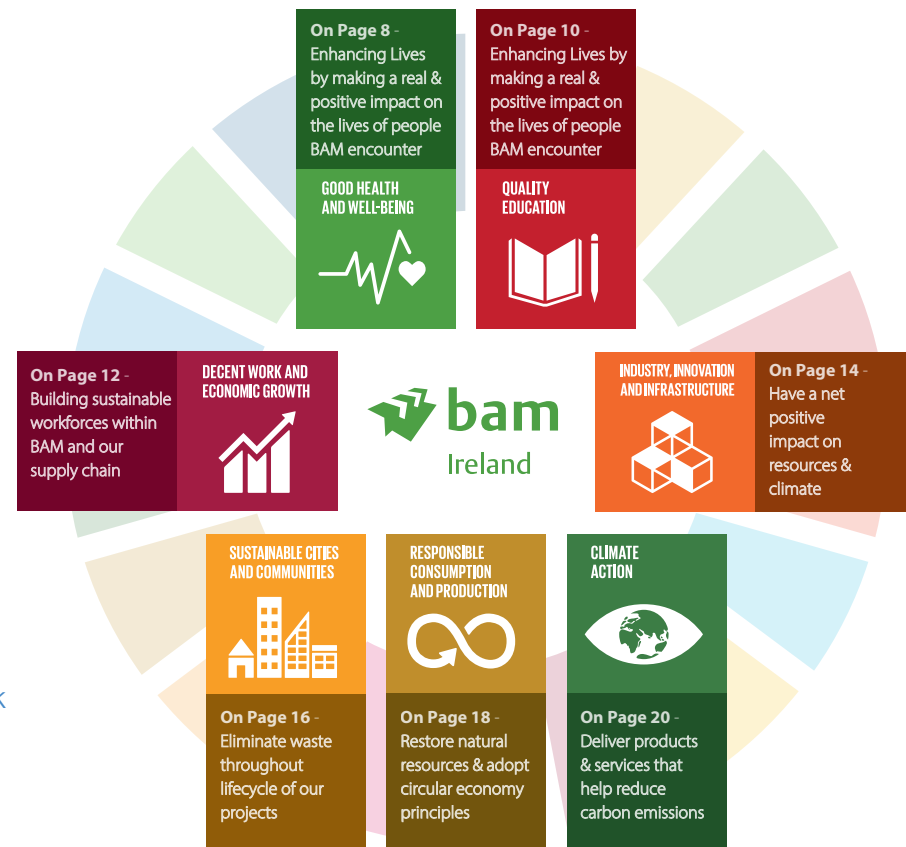 On Page 8 -
Enhancing Lives
by making a real &
positive impact on
the lives of people
BAM encounter
GOOD HEALTH
AND WELL-BEING
On Page 10 -
Enhancing Lives by
making a real &
positive impact on
the lives of people
BAM encounter
QUALITY
EDUCATION
On Page 12 -
Building sustainable
workforces within
BAM and our
supply chain
DECENT WORK AND
ECONOMIC GROWTH
bam
Ireland
INDUSTRY, INNOVATION
AND INFRASTRUCTURE
On Page 14 -
Have a net
positive
impact on
resources &
climate
SUSTAINABLE CITIES
AND COMMUNITIES
On Page 16 -
Eliminate waste
throughout
lifecycle of our
projects
RESPONSIBLE
CONSUMPTION
AND PRODUCTION
On Page 18 -
Restore natural
resources & adopt
circular economy
principles
CLIMATE
ACTION
On Page 20 -
Deliver products
& services that
help reduce
carbon emissions